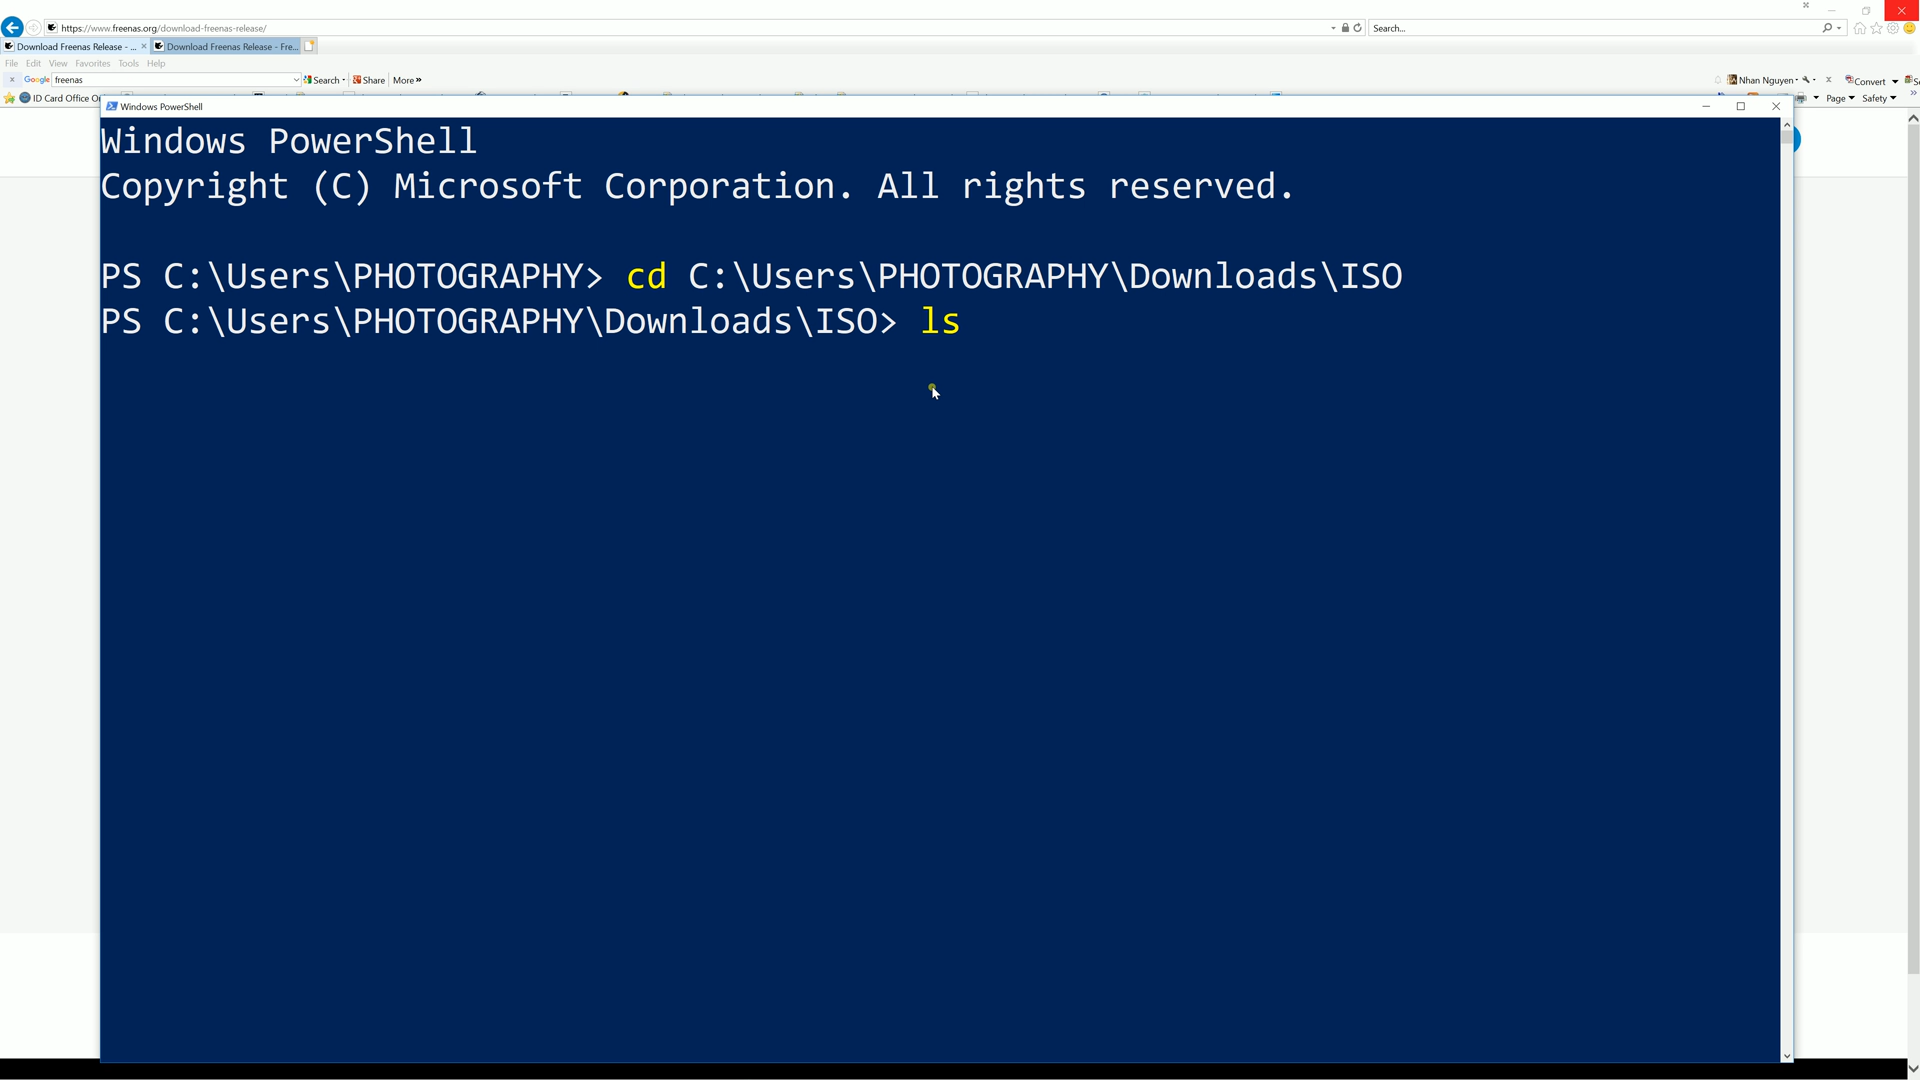 https://www.freenas.org/download-freenas-release/
Search...
Download Freenas Release - ...
Download Freenas Release - Fre...
File Edit View Favorites Tools Help
x Google freenas
Search
Share
More »
Nhan Nguyen
x
Convert
ID Card Office O
Page
Safety
»
Windows PowerShell
Windows PowerShell
Copyright (C) Microsoft Corporation. All rights reserved.
PS C:\Users\PHOTOGRAPHY> cd C:\Users\PHOTOGRAPHY\Downloads\ISO
PS C:\Users\PHOTOGRAPHY\Downloads\ISO> ls